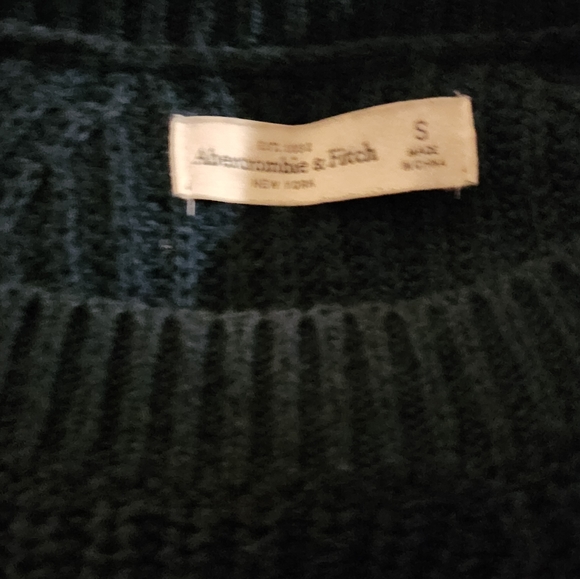 EST. 1892
Abercrombie & Fitch
NEW YORK
S
MADE
IN CHINA